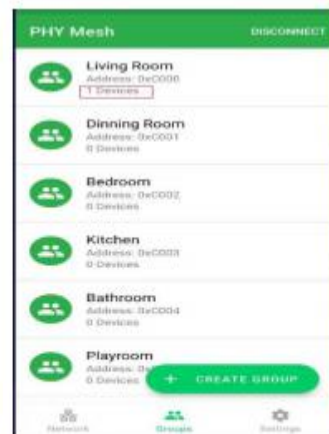 PHY Mesh DISCONNECT
Living Room
Address: 0xC000
1 Devices
Dinning Room
Address: 0xC001
0 Devices
Bedroom
Address: 0xC002
0 Devices
Kitchen
Address: 0xC003
0 Devices
Bathroom
Address: 0xC004
0 Devices
Playroom
Address:
0 Devices
+ CREATE GROUP
Network Groups Settings